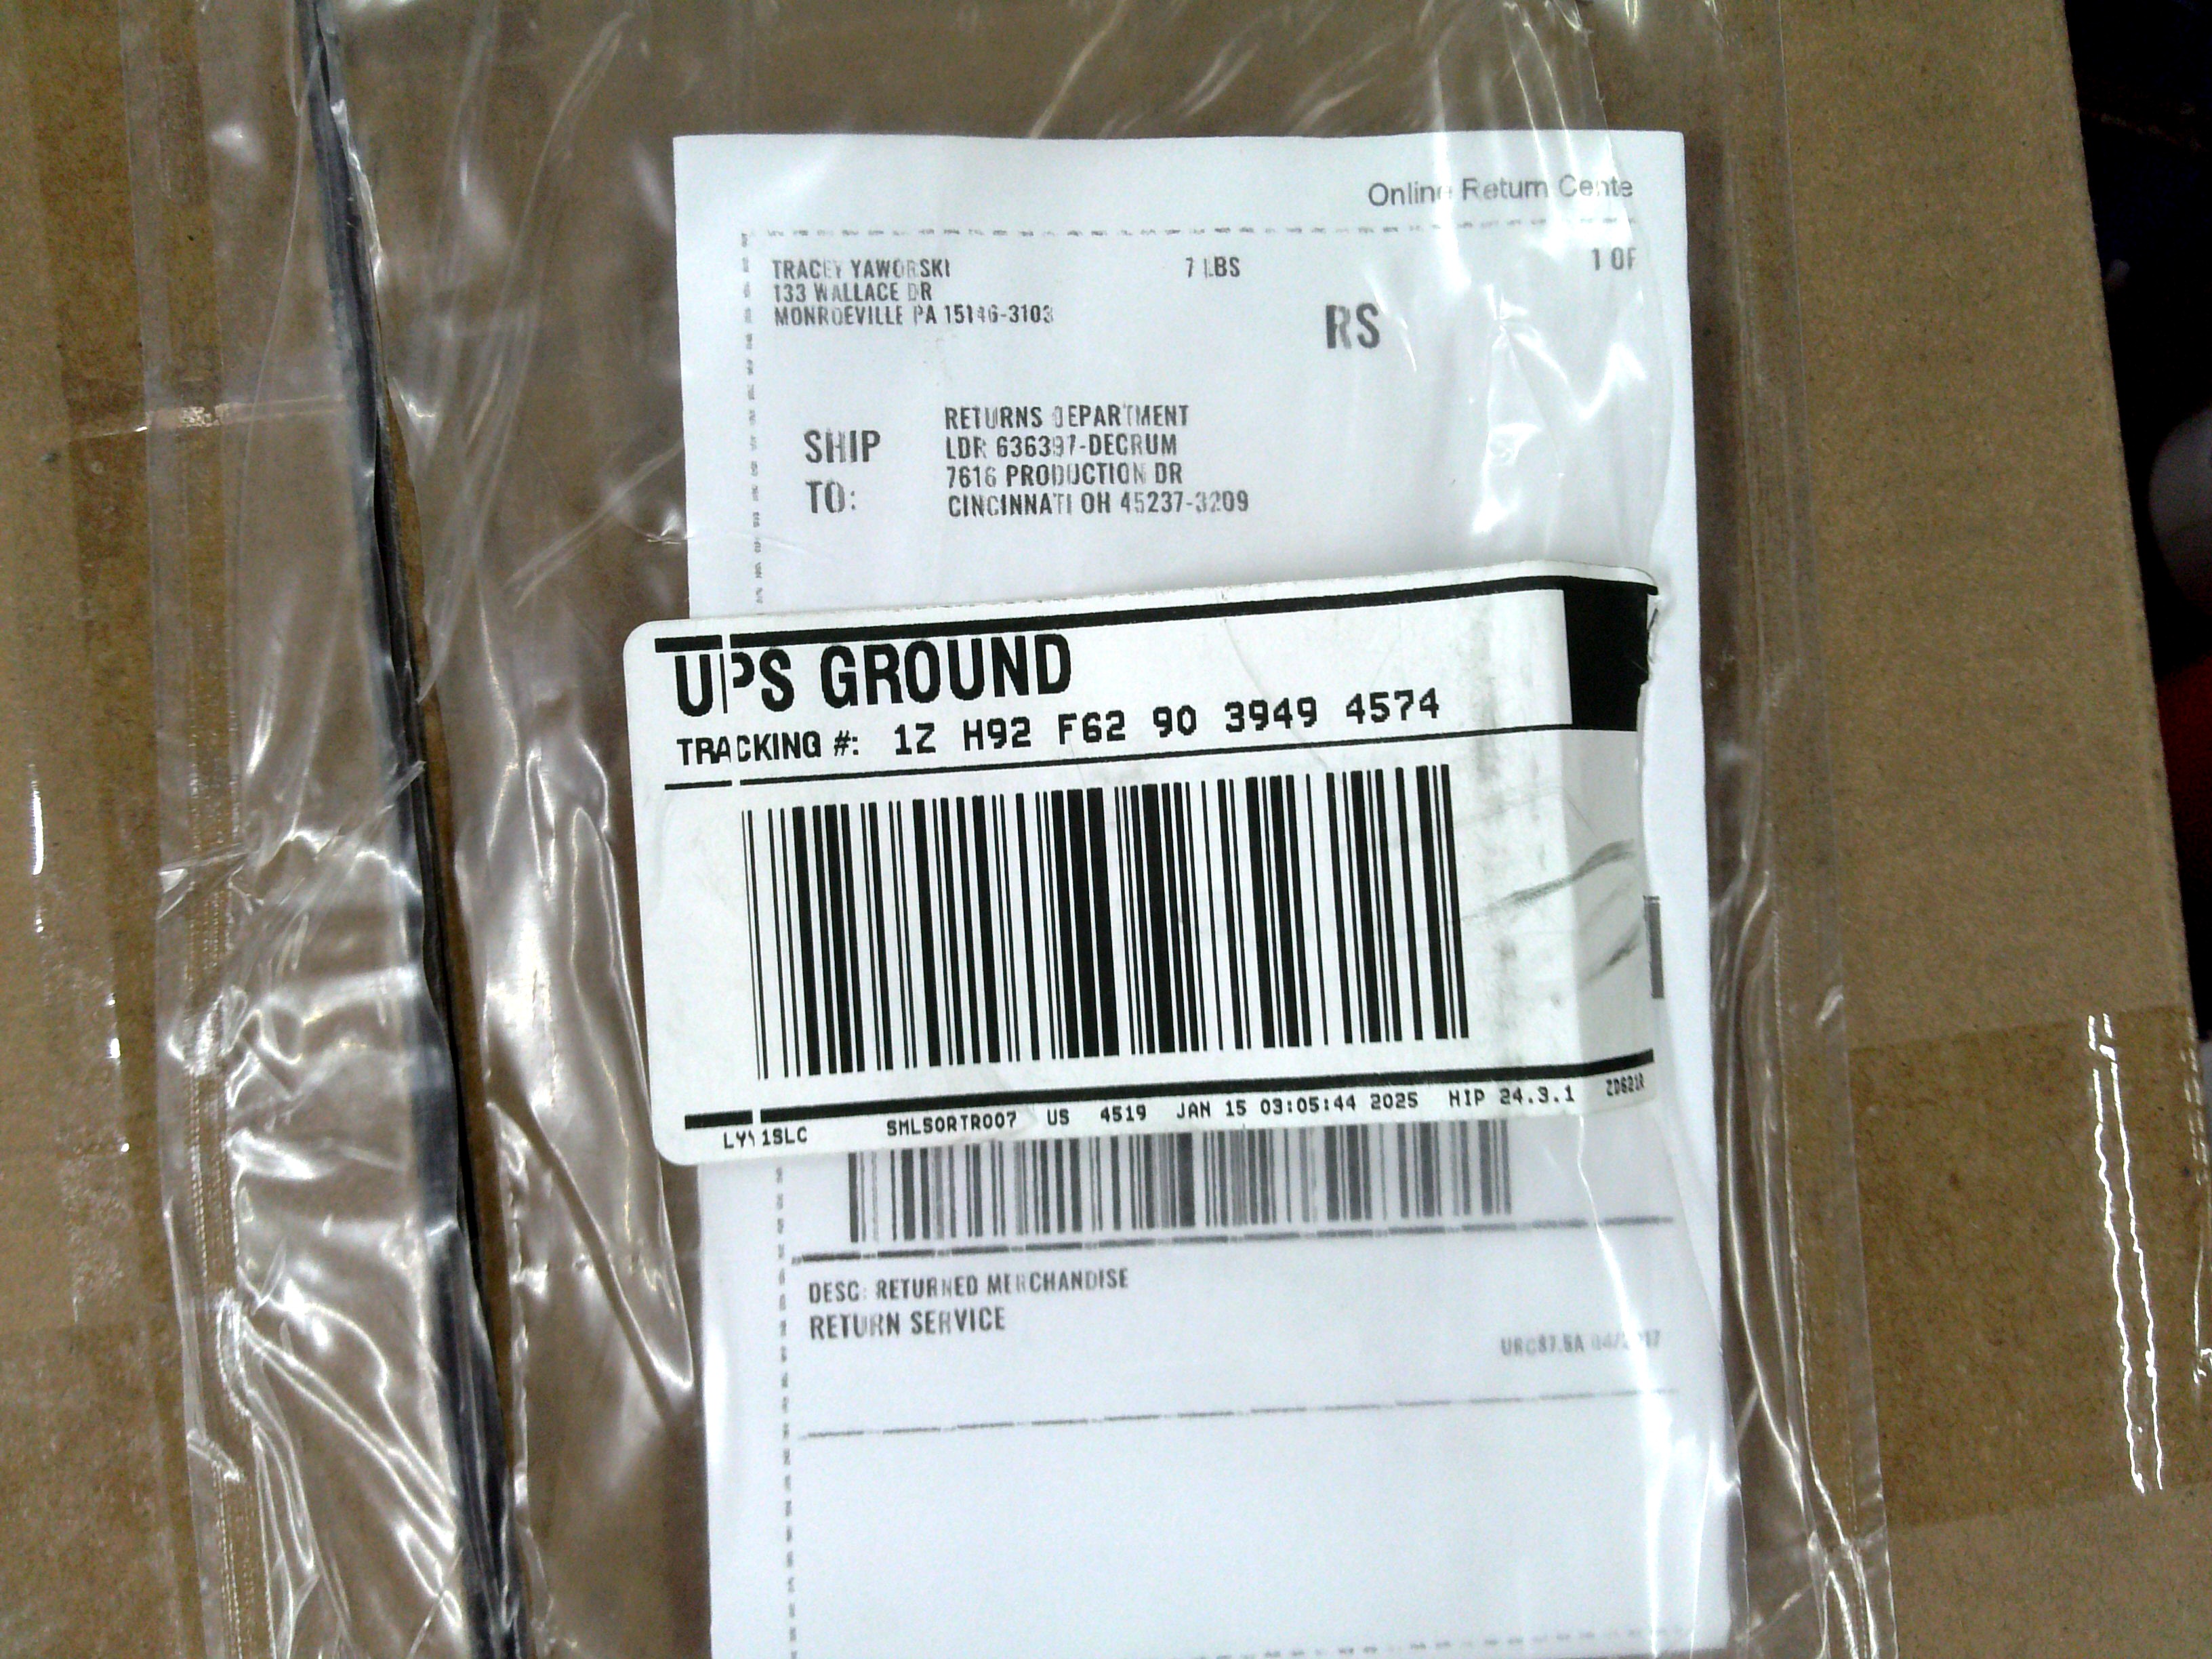 Online Return Cente
TRACEY YAWORSKI
133 WALLACE DR
MONROEVILLE PA 15146-3103
7 LBS
1 OF
RS
SHIP
TO:
RETURNS DEPARTMENT
LDR 636397-DECRUM
7616 PRODUCTION DR
CINCINNATI OH 45237-3209
UPS GROUND
TRACKING #: 1Z H92 F62 90 3949 4574
SMLSORTR007 US 4519 JAN 15 03:05:44 2025 HIP 24.3.1
DESC: RETURNED MERCHANDISE
RETURN SERVICE